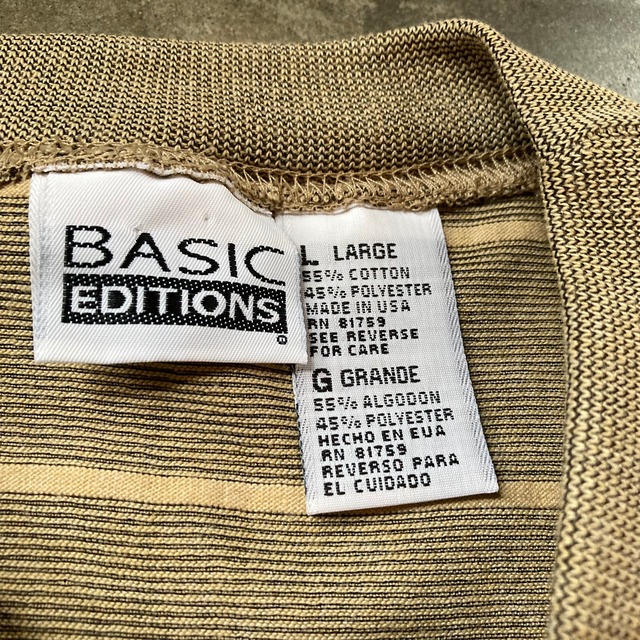 BASIC
EDITIONS
®
L LARGE
55% COTTON
45% POLYESTER
MADE IN USA
RN 81759
SEE REVERSE
FOR CARE
G GRANDE
55% ALGODON
45% POLYESTER
HECHO EN EUA
RN 81759
REVERSO PARA
EL CUIDADO